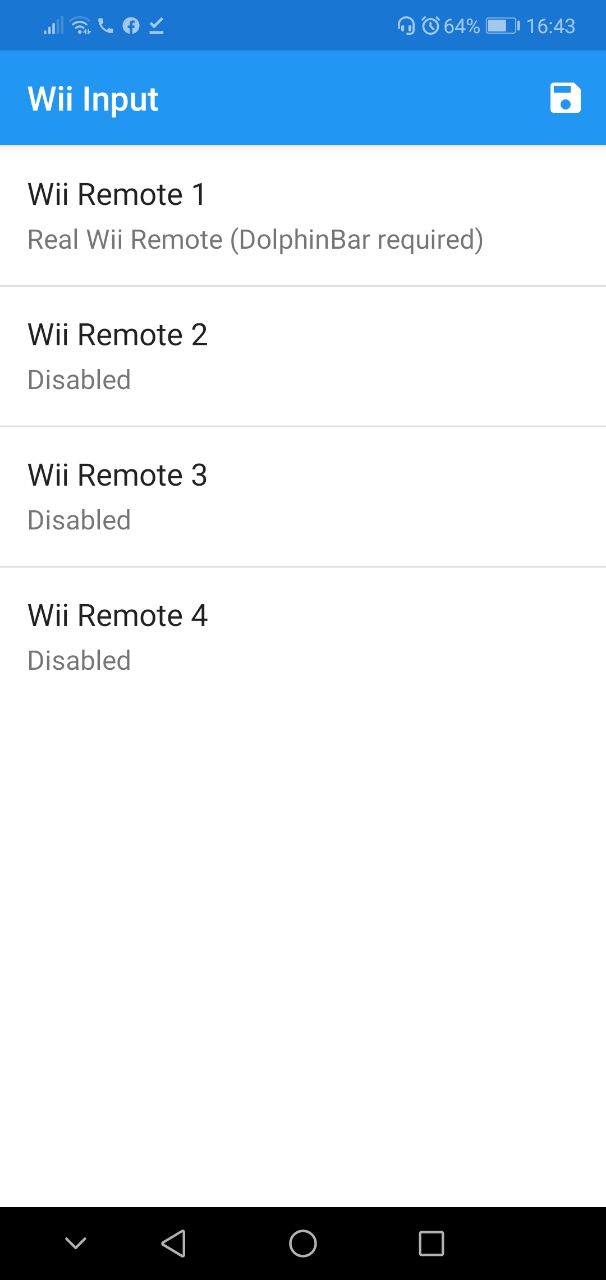 64% 16:43
Wii Input
Wii Remote 1
Real Wii Remote (DolphinBar required)
Wii Remote 2
Disabled
Wii Remote 3
Disabled
Wii Remote 4
Disabled